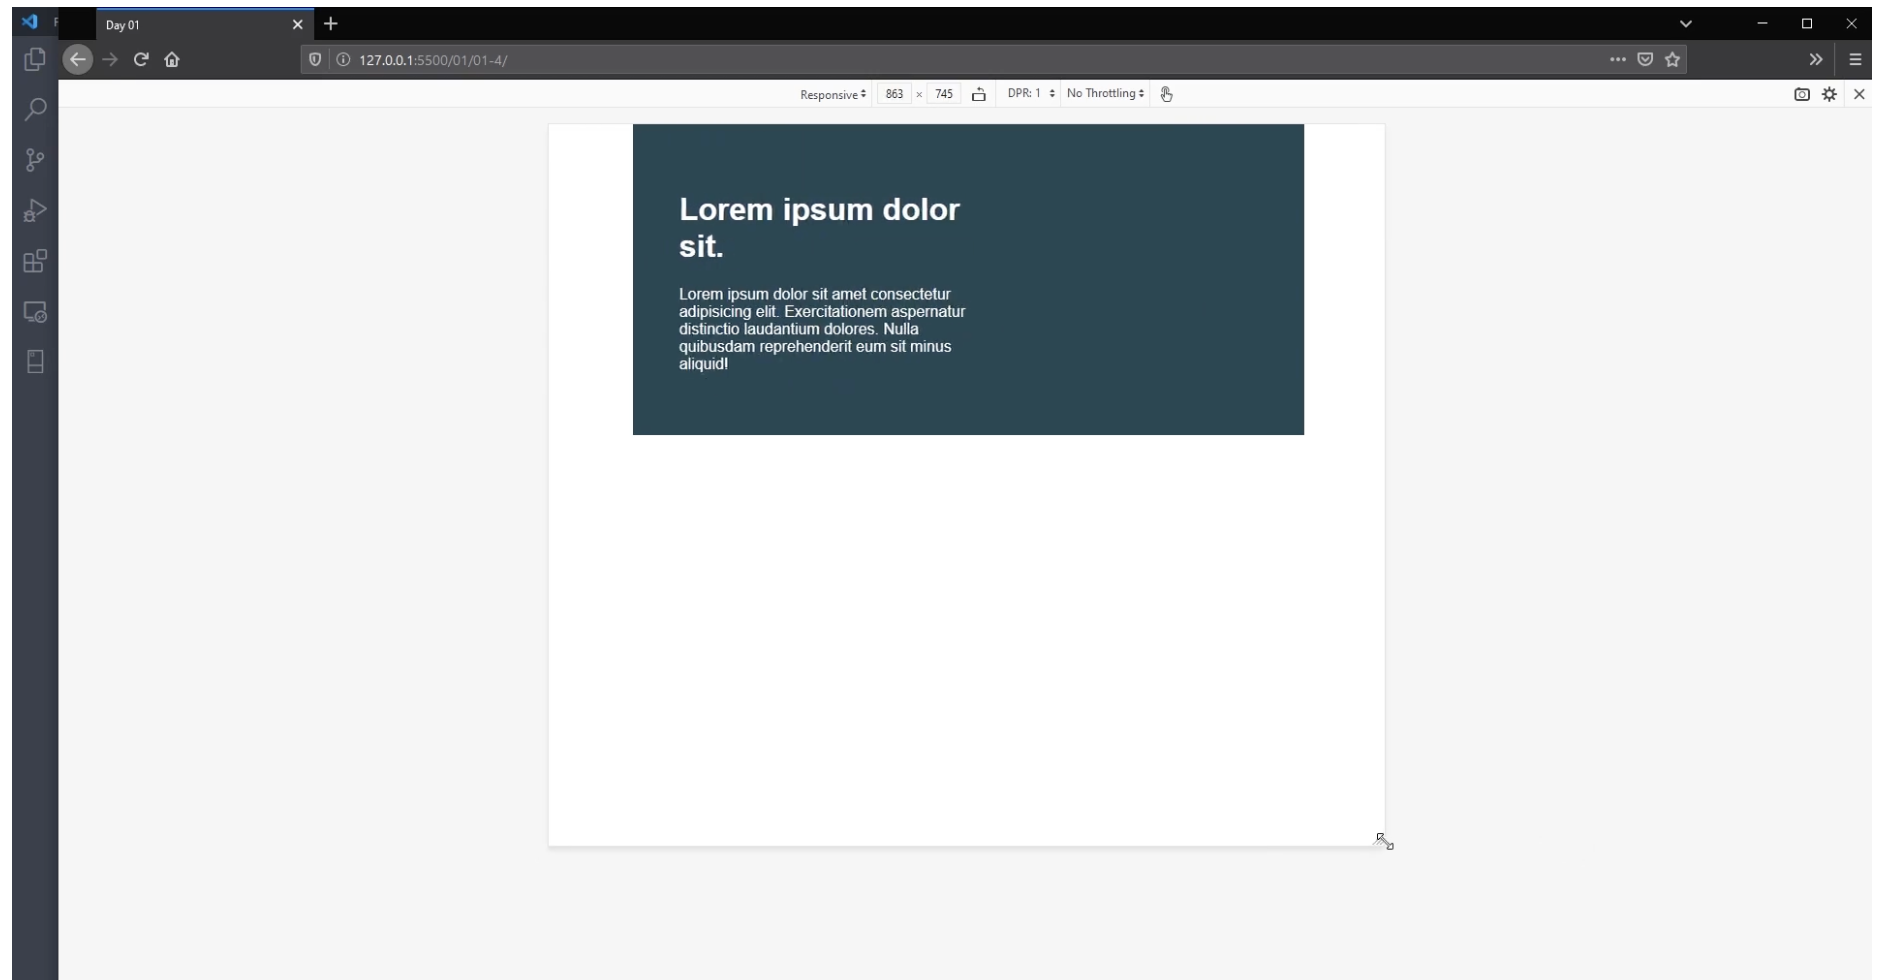 F
Day 01
127.0.0.1:5500/01/01-4/
Responsive 863 × 745 DPR: 1 No Throttling
Lorem ipsum dolor
sit.
Lorem ipsum dolor sit amet consectetur
adipisicing elit. Exercitationem aspernatur
distinctio laudantium dolores. Nulla
quibusdam reprehenderit eum sit minus
aliquid!